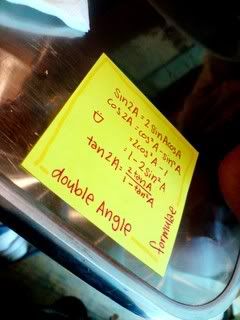 sin2A = 2sinAcosA
cos2A = cos²A - sin²A
= 2cos²A - 1
= 1 - 2sin²A
tan2A = 2tanA
1 - tan²A
double Angle
formulae